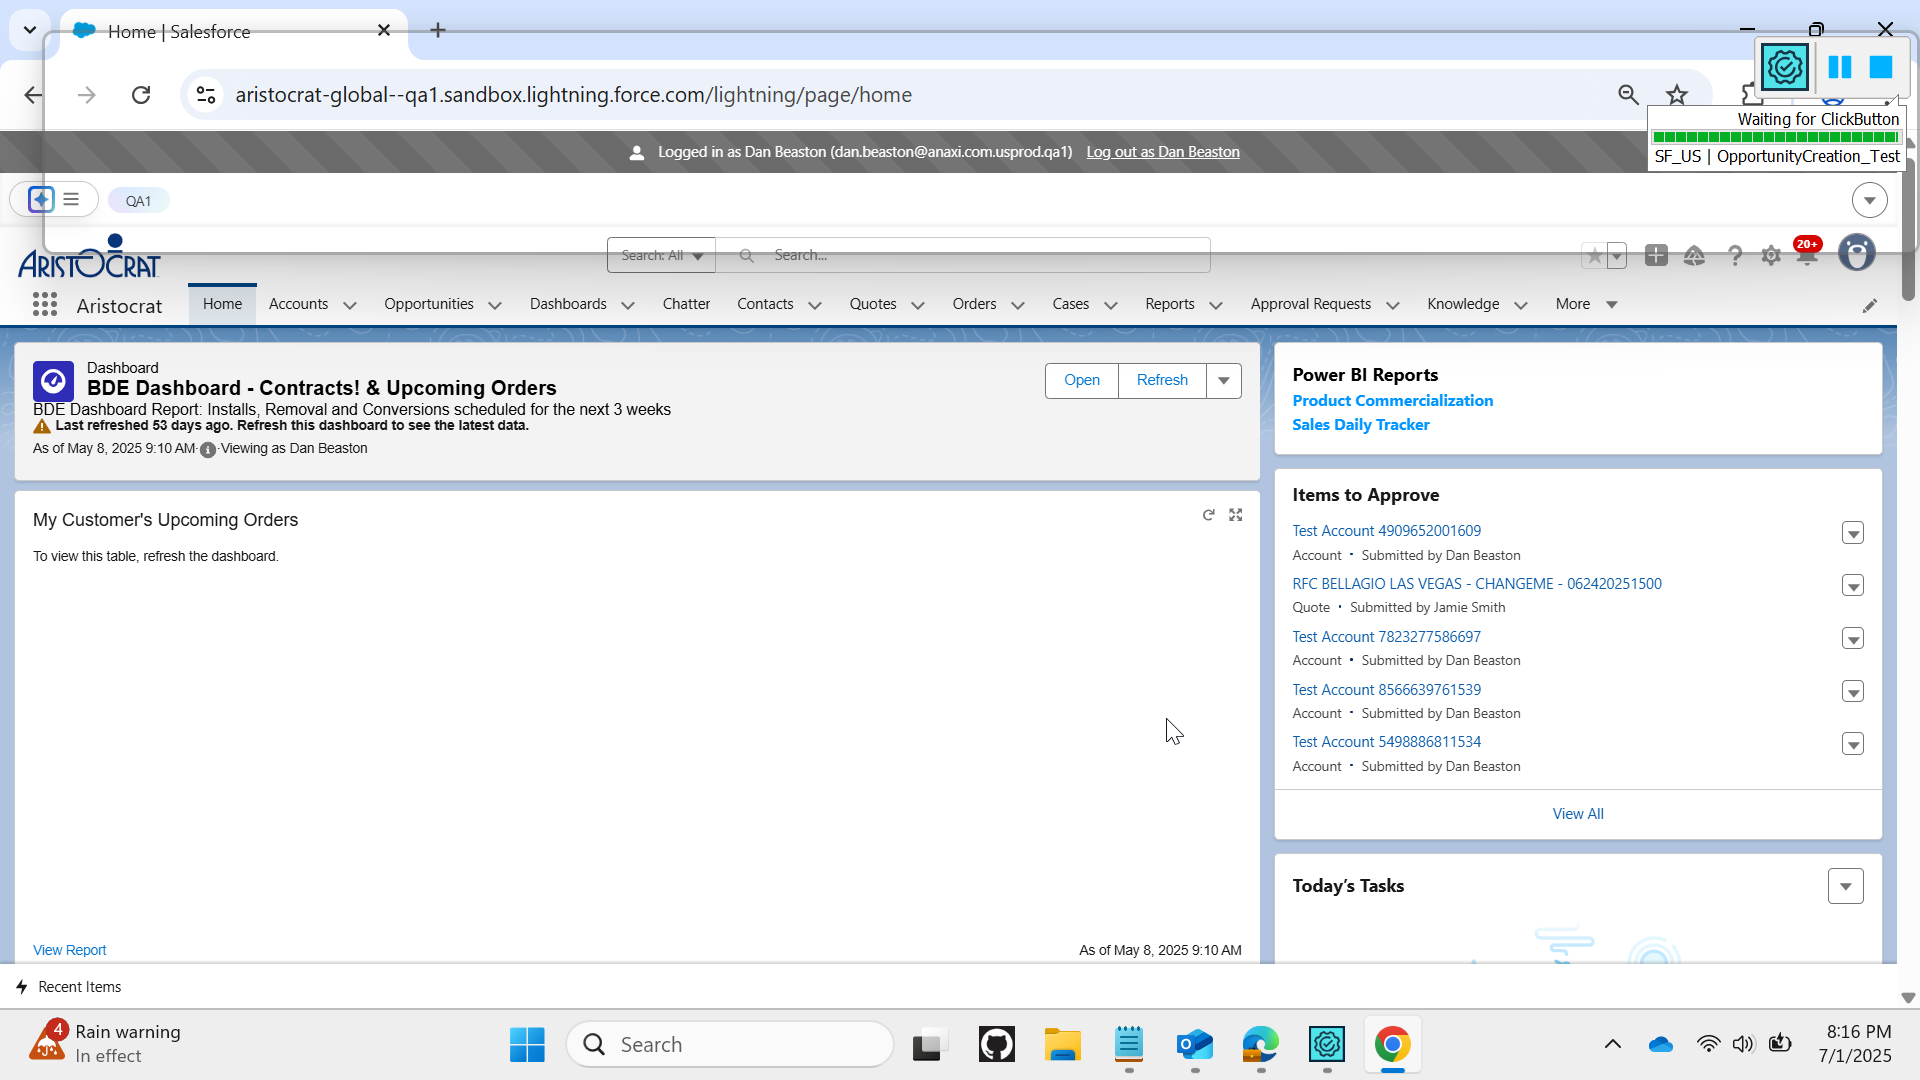 Home | Salesforce
aristocrat-global--qa1.sandbox.lightning.force.com/lightning/page/home
Waiting for ClickButton
SF_US | OpportunityCreation_Test
Logged in as Dan Beaston (dan.beaston@anaxi.com.usprod.qa1) Log out as Dan Beaston
QA1
ARISTOCRAT
Search: All Search...
20+
Aristocrat Home Accounts Opportunities Dashboards Chatter Contacts Quotes Orders Cases Reports Approval Requests Knowledge More
Dashboard
BDE Dashboard - Contracts! & Upcoming Orders
BDE Dashboard Report: Installs, Removal and Conversions scheduled for the next 3 weeks
Last refreshed 53 days ago. Refresh this dashboard to see the latest data.
As of May 8, 2025 9:10 AM·Viewing as Dan Beaston
Open Refresh
My Customer's Upcoming Orders
To view this table, refresh the dashboard.
View Report As of May 8, 2025 9:10 AM
Power BI Reports
Product Commercialization
Sales Daily Tracker
Items to Approve
Test Account 4909652001609
Account • Submitted by Dan Beaston
RFC BELLAGIO LAS VEGAS - CHANGEME - 062420251500
Quote • Submitted by Jamie Smith
Test Account 7823277586697
Account • Submitted by Dan Beaston
Test Account 8566639761539
Account • Submitted by Dan Beaston
Test Account 5498886811534
Account • Submitted by Dan Beaston
View All
Today's Tasks
Recent Items
4
Rain warning
In effect
Search
8:16 PM
7/1/2025